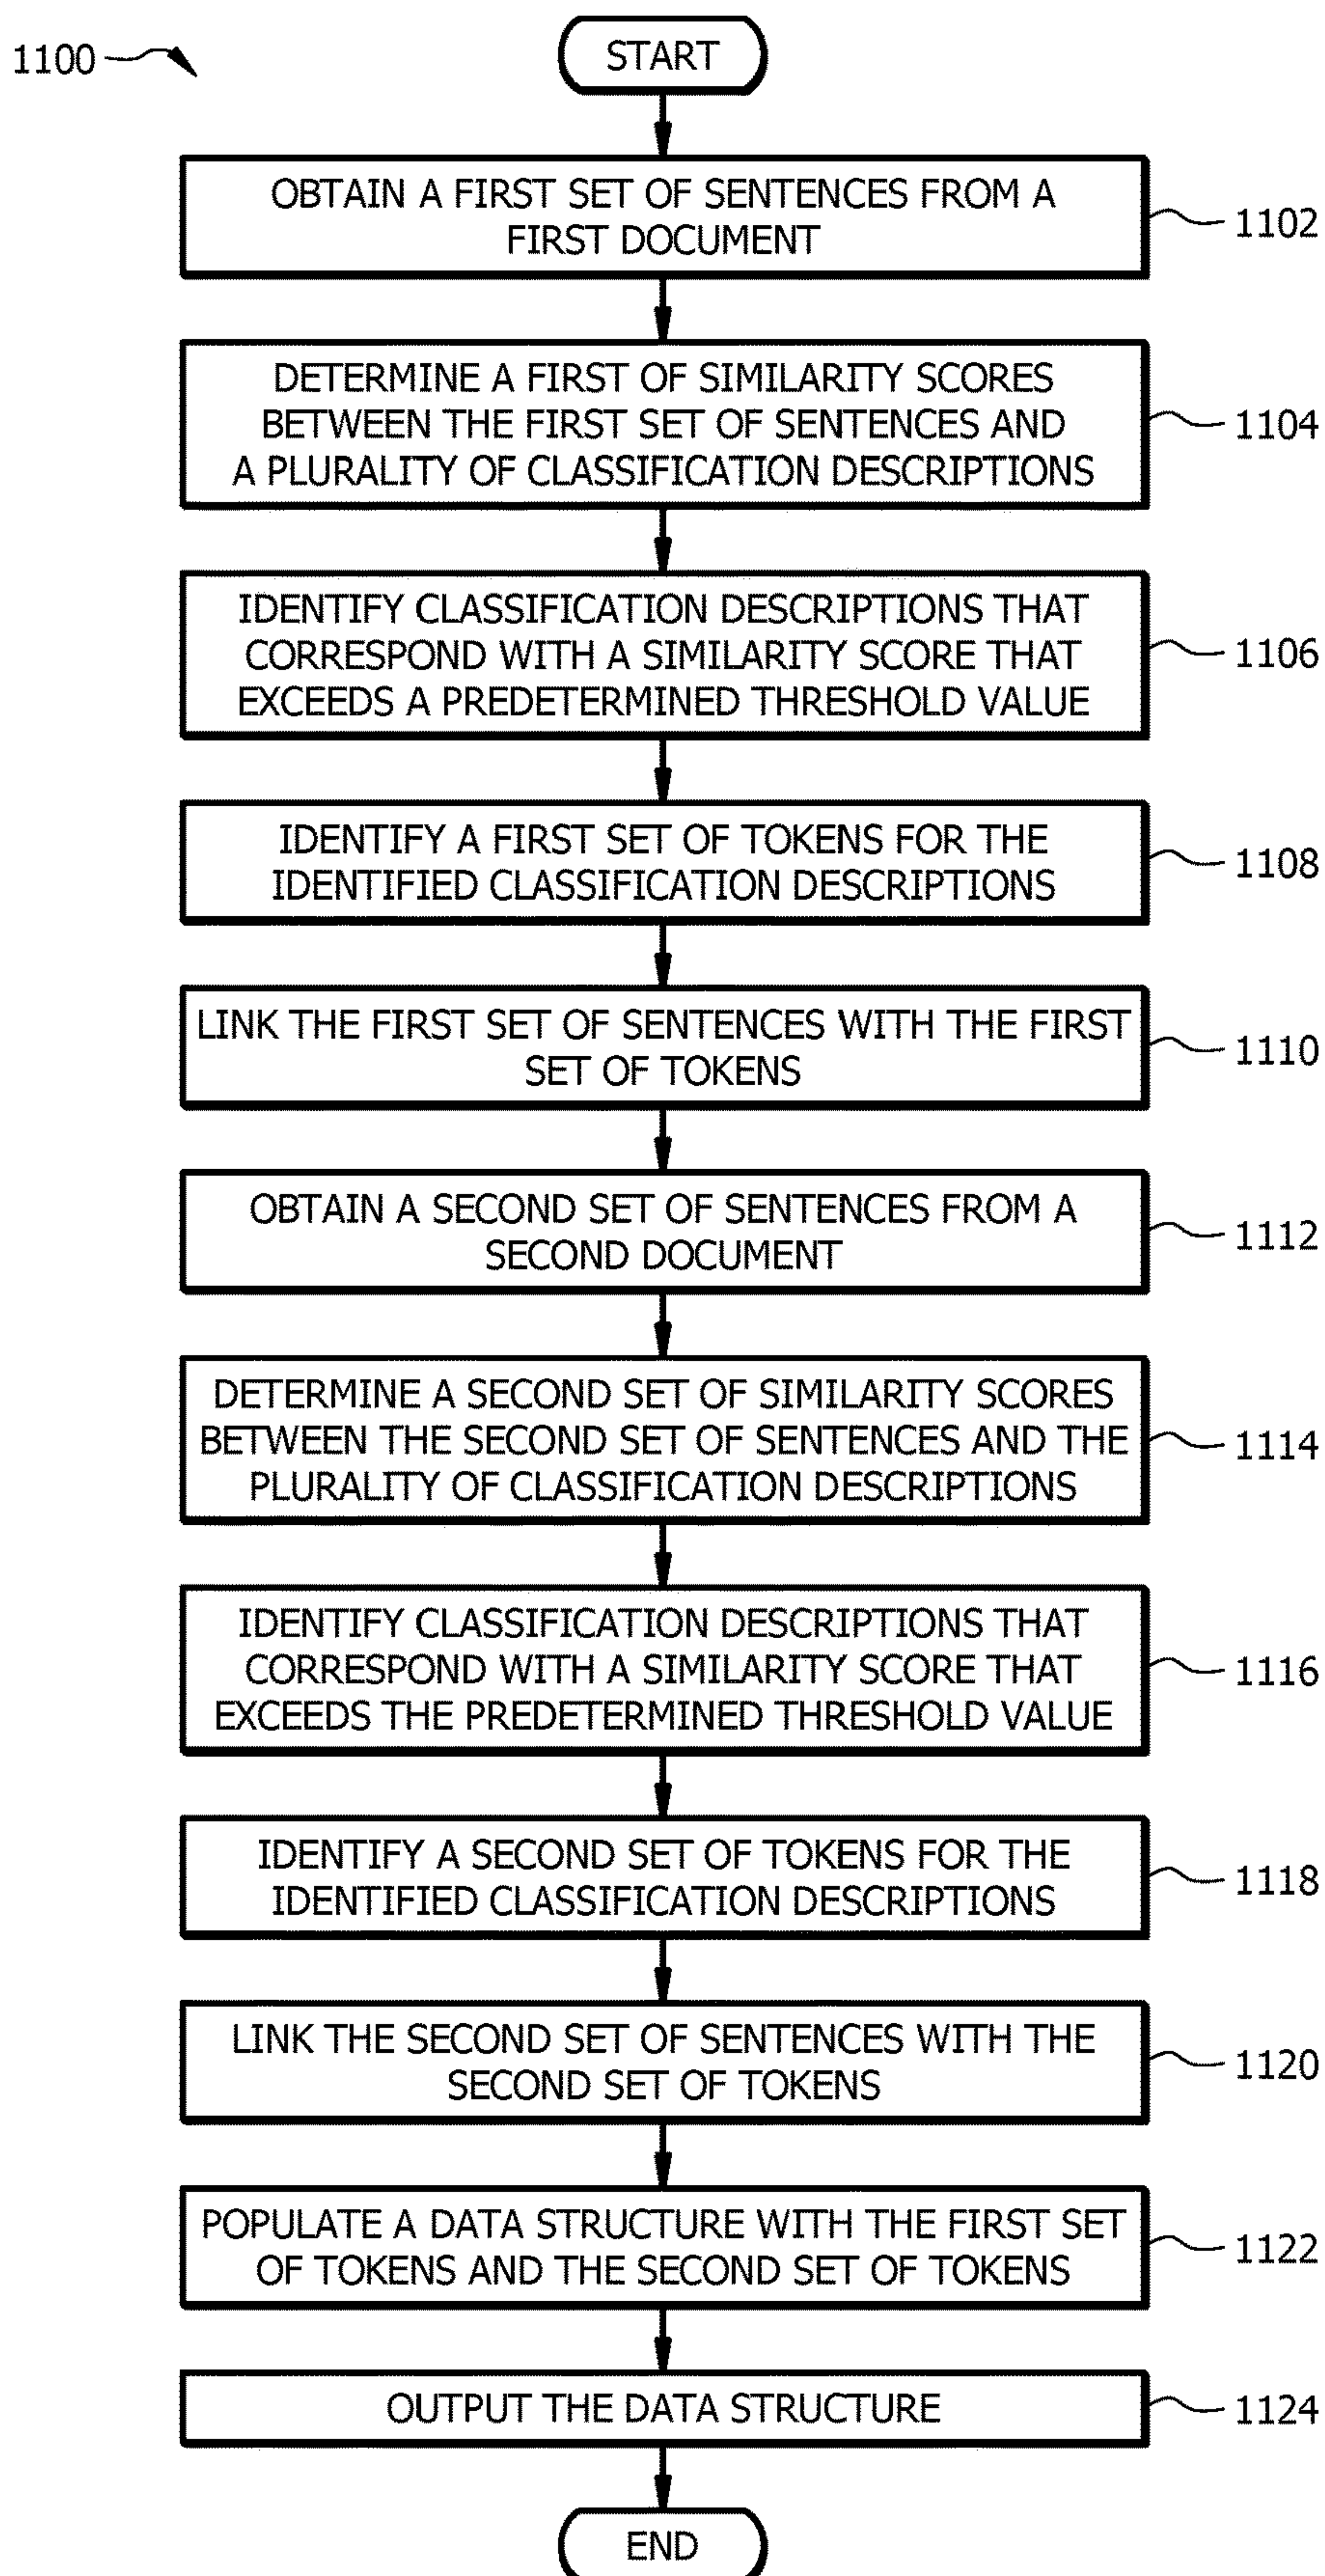 1100
START
OBTAIN A FIRST SET OF SENTENCES FROM A
FIRST DOCUMENT
1102
DETERMINE A FIRST OF SIMILARITY SCORES
BETWEEN THE FIRST SET OF SENTENCES AND
A PLURALITY OF CLASSIFICATION DESCRIPTIONS
1104
IDENTIFY CLASSIFICATION DESCRIPTIONS THAT
CORRESPOND WITH A SIMILARITY SCORE THAT
EXCEEDS A PREDETERMINED THRESHOLD VALUE
1106
IDENTIFY A FIRST SET OF TOKENS FOR THE
IDENTIFIED CLASSIFICATION DESCRIPTIONS
1108
LINK THE FIRST SET OF SENTENCES WITH THE FIRST
SET OF TOKENS
1110
OBTAIN A SECOND SET OF SENTENCES FROM A
SECOND DOCUMENT
1112
DETERMINE A SECOND SET OF SIMILARITY SCORES
BETWEEN THE SECOND SET OF SENTENCES AND THE
PLURALITY OF CLASSIFICATION DESCRIPTIONS
1114
IDENTIFY CLASSIFICATION DESCRIPTIONS THAT
CORRESPOND WITH A SIMILARITY SCORE THAT
EXCEEDS THE PREDETERMINED THRESHOLD VALUE
1116
IDENTIFY A SECOND SET OF TOKENS FOR THE
IDENTIFIED CLASSIFICATION DESCRIPTIONS
1118
LINK THE SECOND SET OF SENTENCES WITH THE
SECOND SET OF TOKENS
1120
POPULATE A DATA STRUCTURE WITH THE FIRST SET
OF TOKENS AND THE SECOND SET OF TOKENS
1122
OUTPUT THE DATA STRUCTURE
1124
END